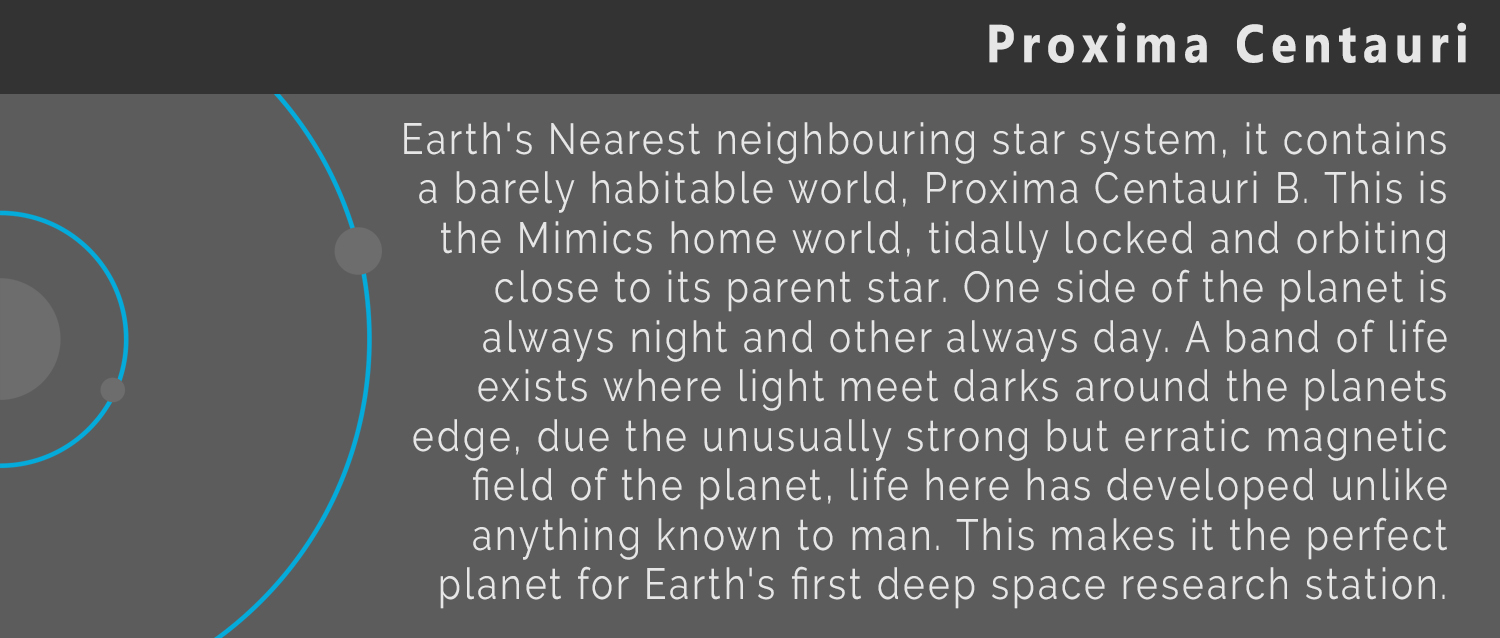 Proxima Centauri
Earth's Nearest neighbouring star system, it contains
a barely habitable world, Proxima Centauri B. This is
the Mimics home world, tidally locked and orbiting
close to its parent star. One side of the planet is
always night and other always day. A band of life
exists where light meet darks around the planets
edge, due the unusually strong but erratic magnetic
field of the planet, life here has developed unlike
anything known to man. This makes it the perfect
planet for Earth's first deep space research station.